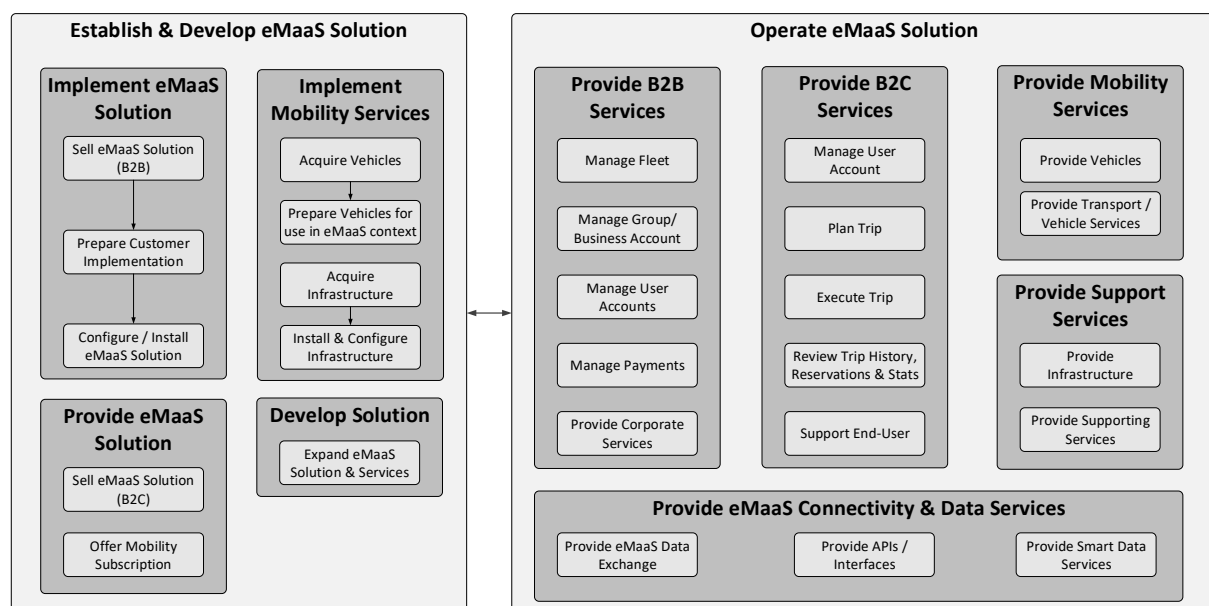 Establish & Develop eMaaS Solution
Implement eMaaS
Solution
Sell eMaaS Solution
(B2B)
Prepare Customer
Implementation
Configure / Install
eMaaS Solution
Implement
Mobility Services
Acquire Vehicles
Prepare Vehicles for
use in eMaaS context
Acquire
Infrastructure
Install & Configure
Infrastructure
Provide eMaaS
Solution
Sell eMaaS Solution
(B2C)
Offer Mobility
Subscription
Develop Solution
Expand eMaaS
Solution & Services
Operate eMaaS Solution
Provide B2B
Services
Manage Fleet
Manage Group/
Business Account
Manage User
Accounts
Manage Payments
Provide Corporate
Services
Provide B2C
Services
Manage User
Account
Plan Trip
Execute Trip
Review Trip History,
Reservations & Stats
Support End-User
Provide Mobility
Services
Provide Vehicles
Provide Transport /
Vehicle Services
Provide Support
Services
Provide
Infrastructure
Provide Supporting
Services
Provide eMaaS Connectivity & Data Services
Provide eMaaS Data
Exchange
Provide APIs /
Interfaces
Provide Smart Data
Services